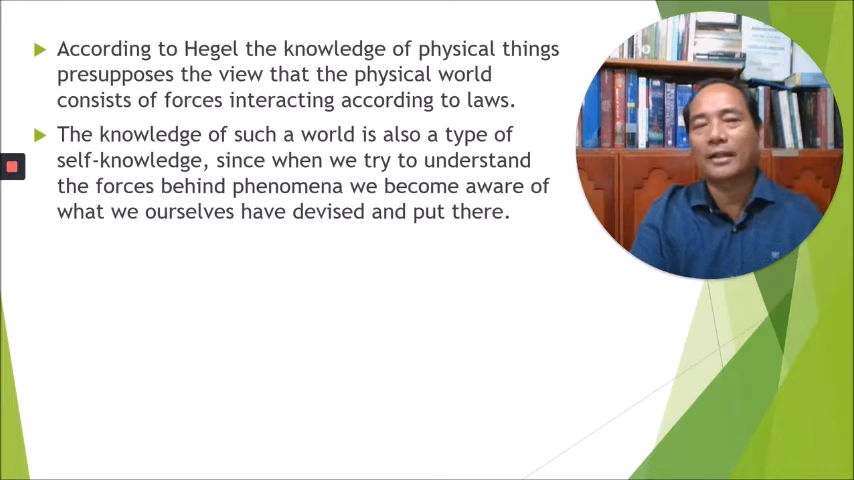 According to Hegel the knowledge of physical things
presupposes the view that the physical world
consists of forces interacting according to laws.
The knowledge of such a world is also a type of
self-knowledge, since when we try to understand
the forces behind phenomena we become aware of
what we ourselves have devised and put there.